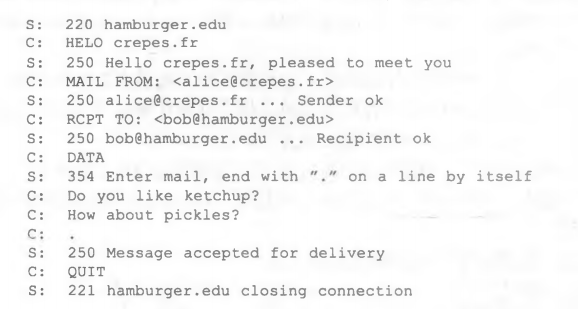 S: 220 hamburger.edu
C: HELO crepes.fr
S: 250 Hello crepes.fr, pleased to meet you
C: MAIL FROM: <alice@crepes.fr>
S: 250 alice@crepes.fr ... Sender ok
C: RCPT TO: <bob@hamburger.edu>
S: 250 bob@hamburger.edu ... Recipient ok
C: DATA
S: 354 Enter mail, end with "." on a line by itself
C: Do you like ketchup?
C: How about pickles?
C: .
S: 250 Message accepted for delivery
C: QUIT
S: 221 hamburger.edu closing connection